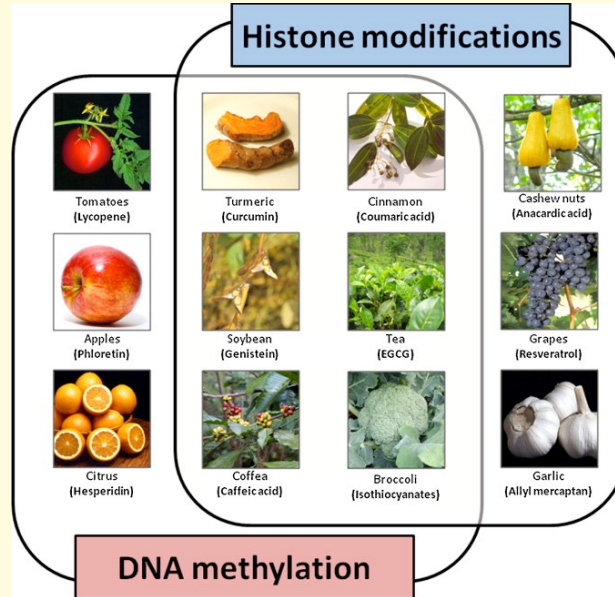 Histone modifications
Tomatoes
(Lycopene)
Turmeric
(Curcumin)
Cinnamon
(Coumaric acid)
Cashew nuts
(Anacardic acid)
Apples
(Phloretin)
Soybean
(Genistein)
Tea
(EGCG)
Grapes
(Resveratrol)
Citrus
(Hesperidin)
Coffea
(Caffeic acid)
Broccoli
(Isothiocyanates)
Garlic
(Allyl mercaptan)
DNA methylation